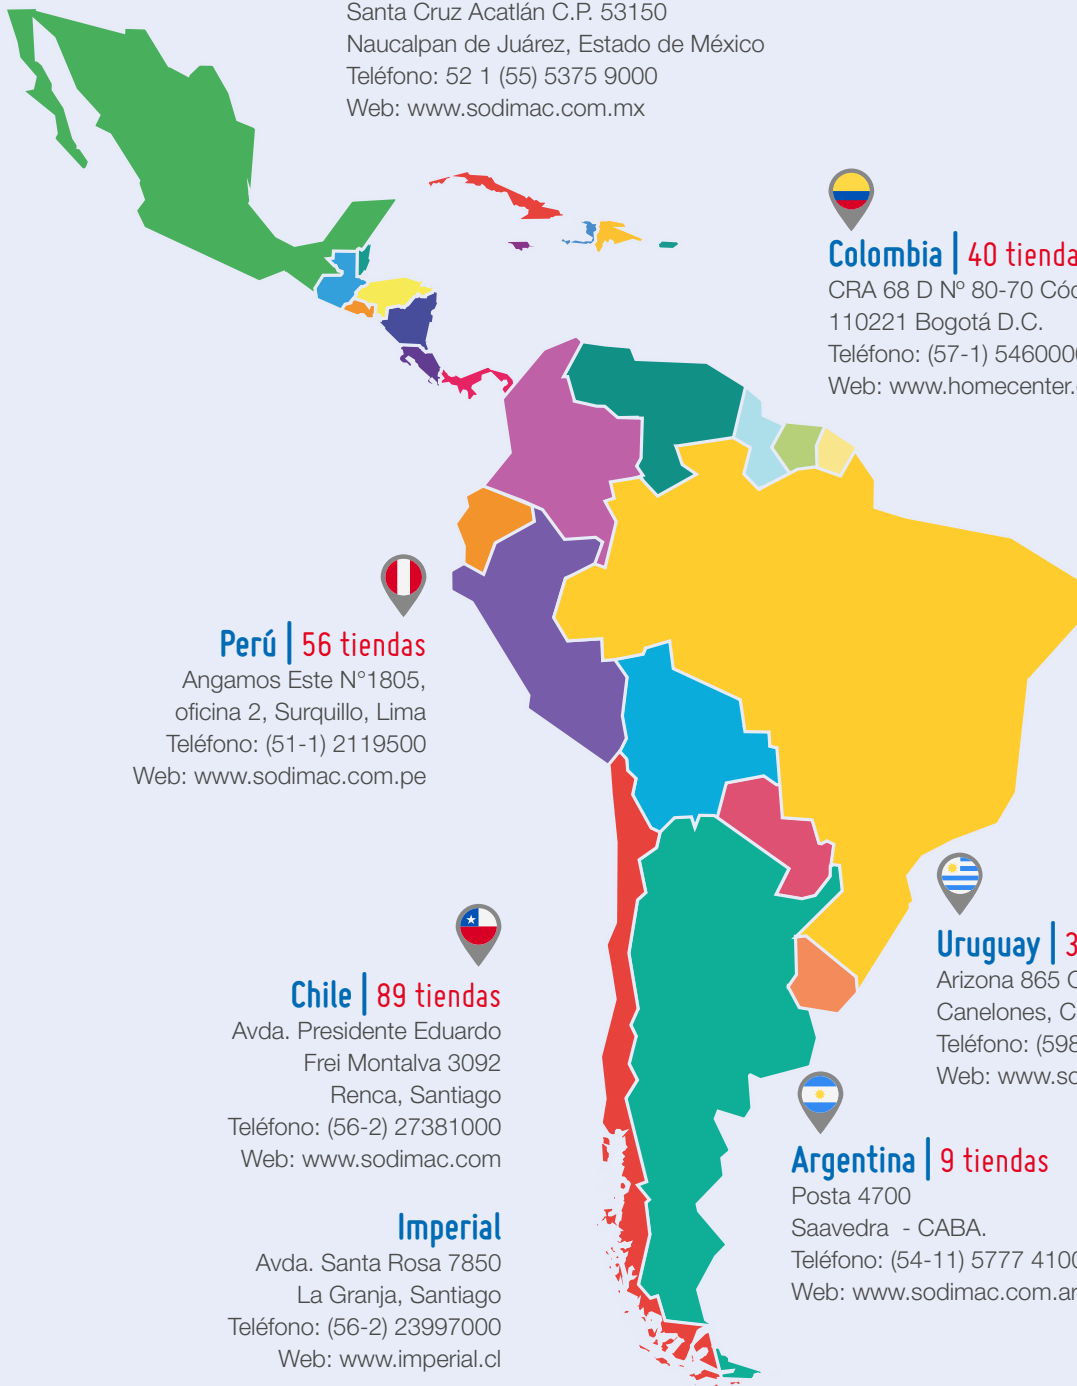 Santa Cruz Acatlán C.P. 53150
Naucalpan de Juárez, Estado de México
Teléfono: 52 1 (55) 5375 9000
Web: www.sodimac.com.mx
Colombia | 40 tienda
CRA 68 D Nº 80-70 Cód
110221 Bogotá D.C.
Teléfono: (57-1) 5460000
Web: www.homecenter.
Perú | 56 tiendas
Angamos Este N°1805,
oficina 2, Surquillo, Lima
Teléfono: (51-1) 2119500
Web: www.sodimac.com.pe
Uruguay | 3
Arizona 865 C
Canelones, C
Teléfono: (598
Web: www.so
Chile | 89 tiendas
Avda. Presidente Eduardo
Frei Montalva 3092
Renca, Santiago
Teléfono: (56-2) 27381000
Web: www.sodimac.com
Argentina | 9 tiendas
Posta 4700
Saavedra - CABA.
Teléfono: (54-11) 5777 4100
Web: www.sodimac.com.ar
Imperial
Avda. Santa Rosa 7850
La Granja, Santiago
Teléfono: (56-2) 23997000
Web: www.imperial.cl